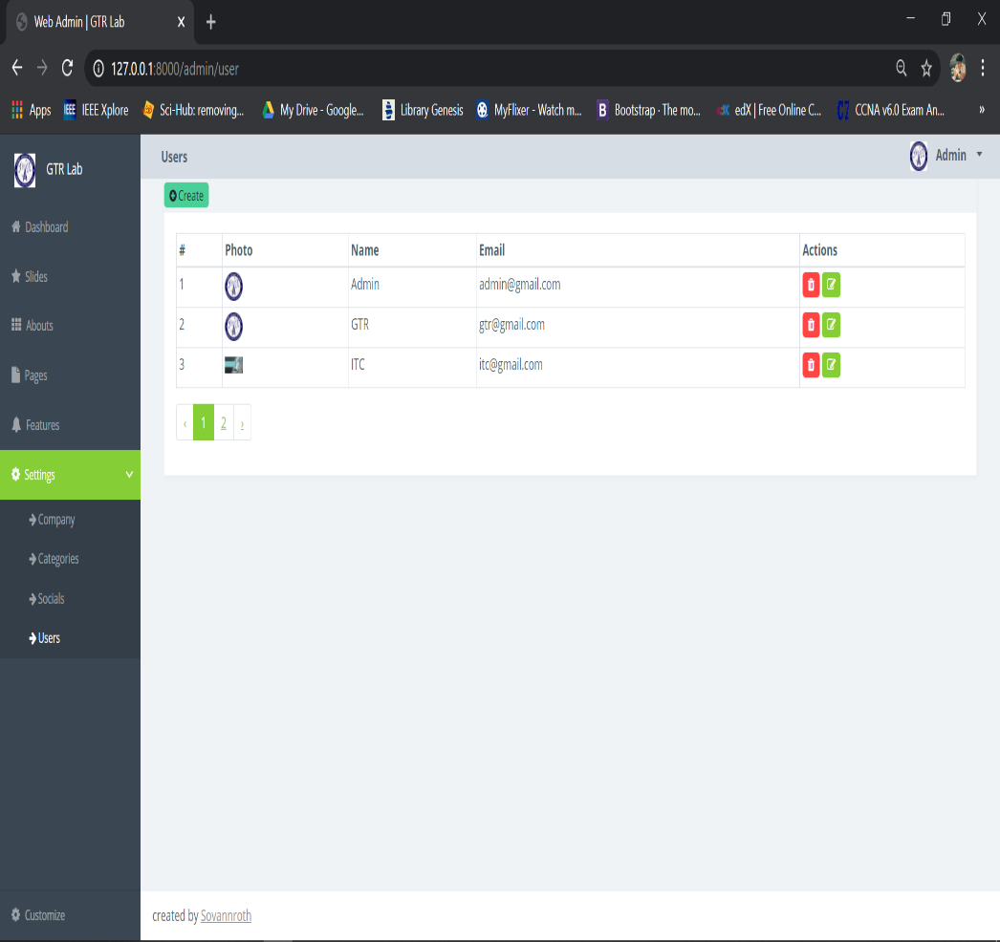 Web Admin | GTR Lab
127.0.0.1:8000/admin/user
Apps IEEE IEEE Xplore Sci-Hub: removing... My Drive - Google... Library Genesis MyFlixer - Watch m... B Bootstrap · The mo... edX | Free Online C... CCNA v6.0 Exam An... »
GTR Lab
Dashboard
Slides
Abouts
Pages
Features
Settings
Company
Categories
Socials
Users
Customize
Users
Admin
Create
# Photo Name Email Actions
1 Admin admin@gmail.com
2 GTR gtr@gmail.com
3 ITC itc@gmail.com
‹ 1 2 ›
created by Sovannroth